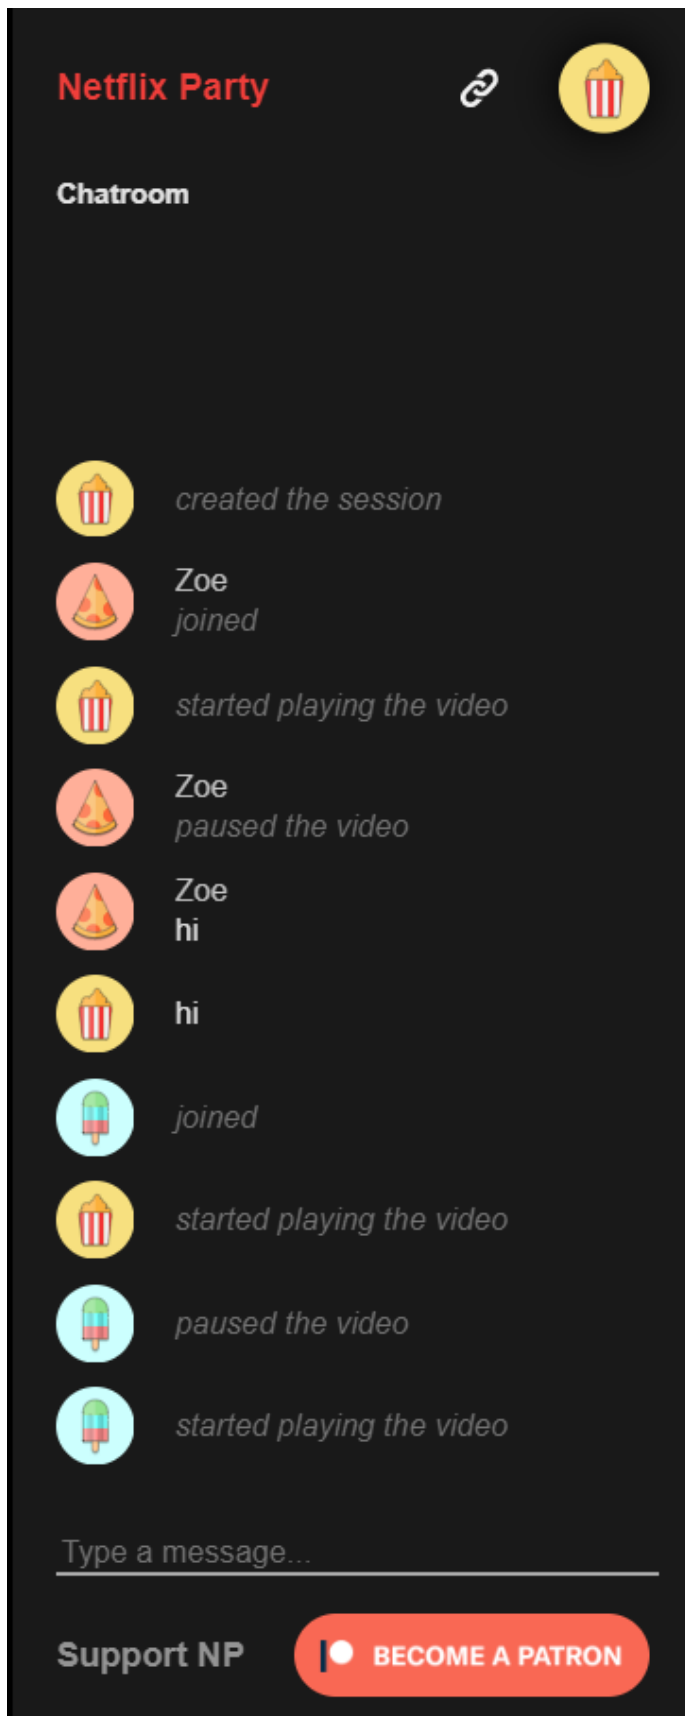 Netflix Party
Chatroom
created the session
Zoe
joined
started playing the video
Zoe
paused the video
Zoe
hi
hi
joined
started playing the video
paused the video
started playing the video
Type a message...
Support NP
BECOME A PATRON